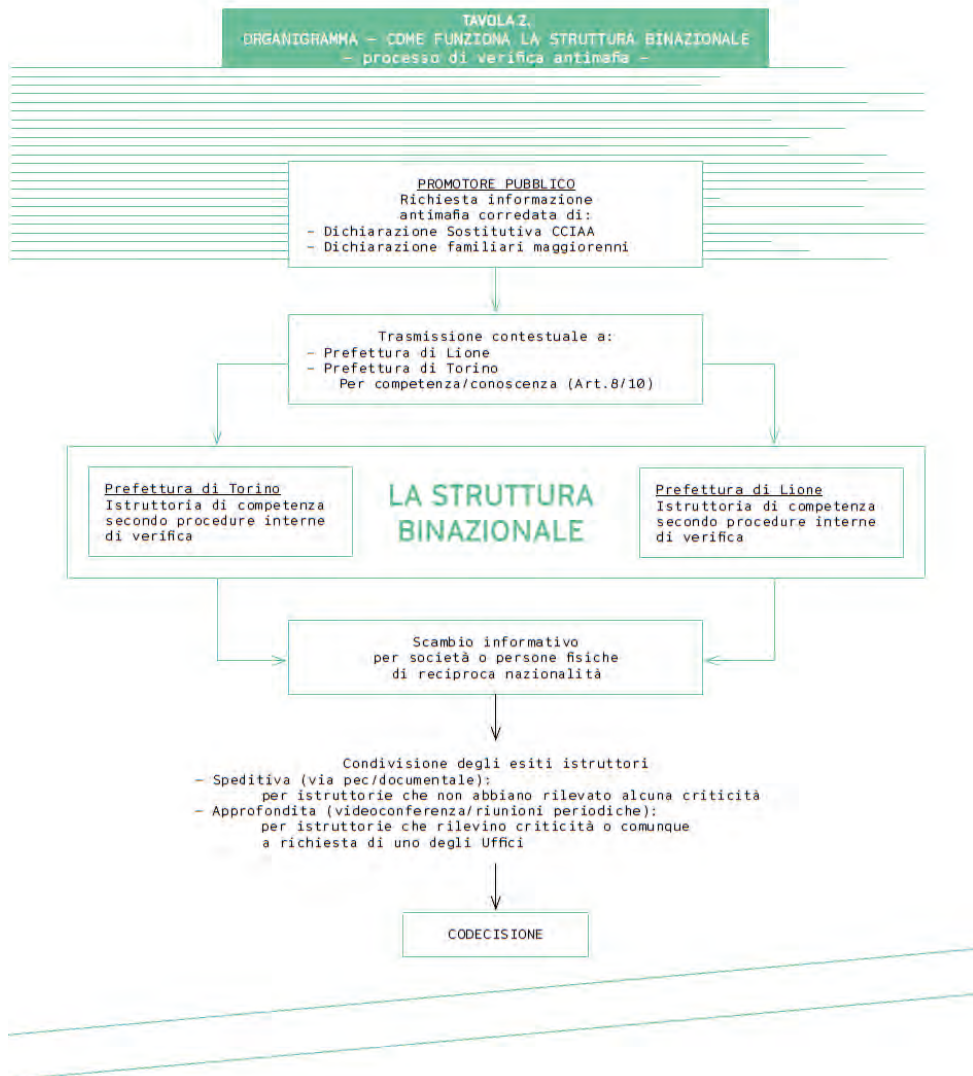 TAVOLA 2.
ORGANIGRAMMA – COME FUNZIONA LA STRUTTURA BINAZIONALE
– processo di verifica antimafia –
PROMOTORE PUBBLICO
Richiesta informazione
antimafia corredata di:
– Dichiarazione Sostitutiva CCIAA
– Dichiarazione familiari maggiorenni
Trasmissione contestuale a:
– Prefettura di Lione
– Prefettura di Torino
Per competenza/conoscenza (Art.8/10)
Prefettura di Torino
Istruttoria di competenza
secondo procedure interne
di verifica
LA STRUTTURA
BINAZIONALE
Prefettura di Lione
Istruttoria di competenza
secondo procedure interne
di verifica
Scambio informativo
per società o persone fisiche
di reciproca nazionalità
Condivisione degli esiti istruttori
– Speditiva (via pec/documentale):
per istruttorie che non abbiano rilevato alcuna criticità
– Approfondita (videoconferenza/riunioni periodiche):
per istruttorie che rilevino criticità o comunque
a richiesta di uno degli Uffici
CODECISIONE